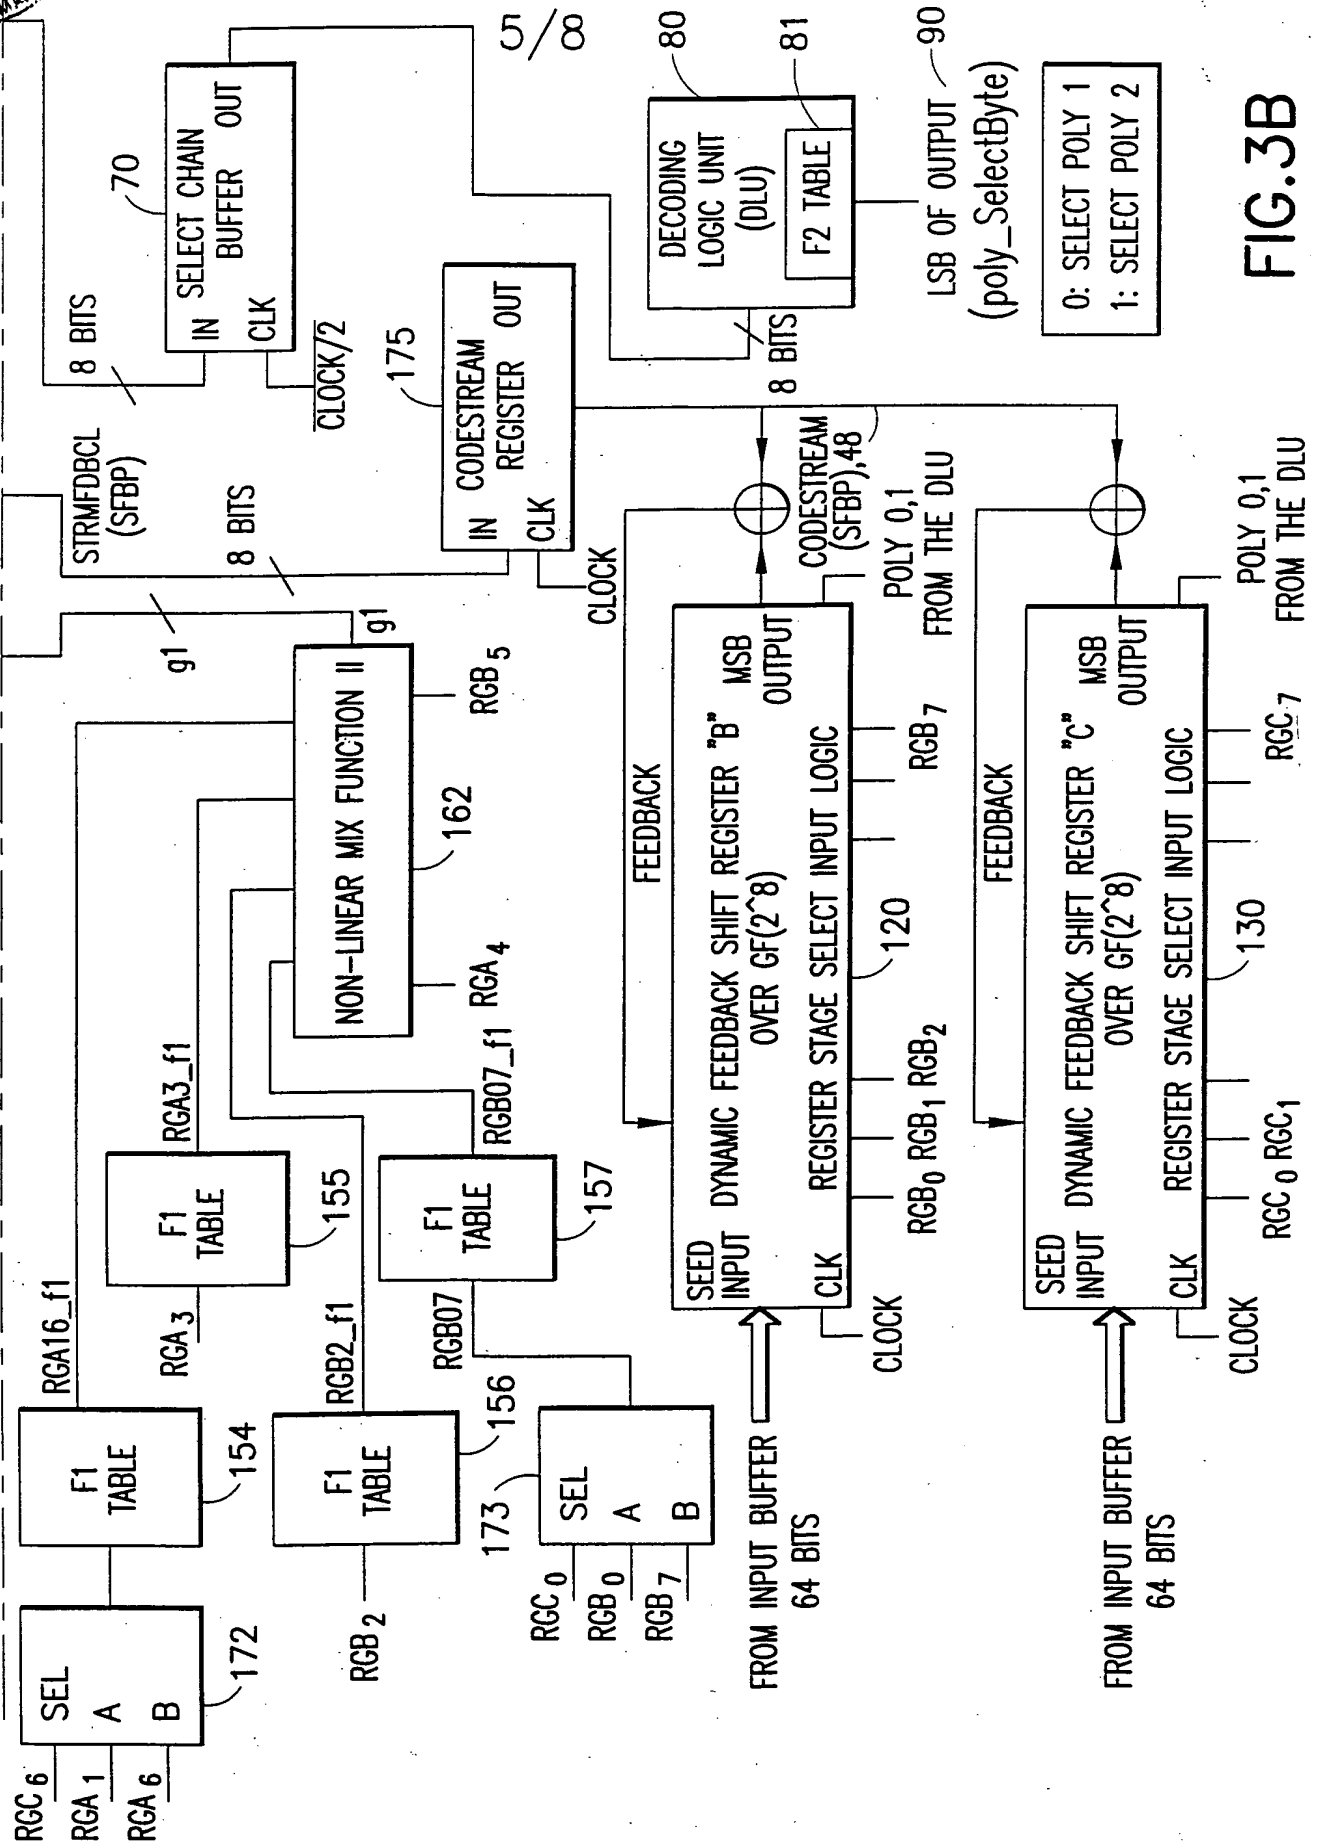 5/8
RGC6
RGA1
RGA6
SEL
A
B
172
F1
TABLE
154
RGA16_f1
RGA3
F1
TABLE
155
RGA3_f1
RGB2
F1
TABLE
156
RGB2_f1
RGC0
RGB0
RGB7
SEL
A
B
173
RGB07
F1
TABLE
157
RGB07_f1
NON-LINEAR MIX FUNCTION II
162
RGA4
RGB5
g1
g1
STRMFDBCL
(SFBP)
8 BITS
8 BITS
IN
SELECT CHAIN
BUFFER
OUT
CLK
70
CLOCK/2
IN
CODESTREAM
REGISTER
OUT
CLK
175
CLOCK
DECODING
LOGIC UNIT
(DLU)
F2 TABLE
80
81
8 BITS
LSB OF OUTPUT
(poly_SelectByte)
90
0: SELECT POLY 1
1: SELECT POLY 2
FROM INPUT BUFFER
64 BITS
SEED
INPUT
DYNAMIC FEEDBACK SHIFT REGISTER "B"
OVER GF(2^8)
MSB
OUTPUT
CLK
REGISTER STAGE SELECT INPUT LOGIC
CLOCK
120
RGB0 RGB1 RGB2
RGB7
FEEDBACK
CODESTREAM
(SFBP),48
POLY 0,1
FROM THE DLU
FROM INPUT BUFFER
64 BITS
SEED
INPUT
DYNAMIC FEEDBACK SHIFT REGISTER "C"
OVER GF(2^8)
MSB
OUTPUT
CLK
REGISTER STAGE SELECT INPUT LOGIC
CLOCK
130
RGC0 RGC1
RGC7
FEEDBACK
POLY 0,1
FROM THE DLU
FIG.3B